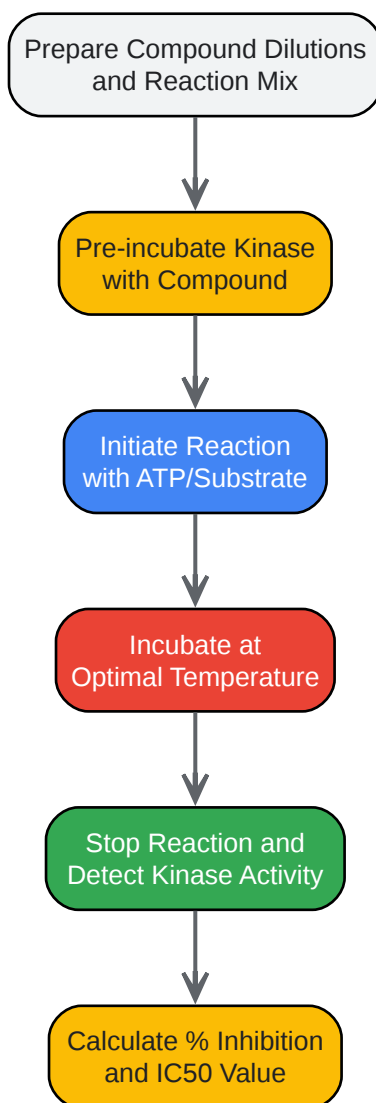 Prepare Compound Dilutions
and Reaction Mix
Pre-incubate Kinase
with Compound
Initiate Reaction
with ATP/Substrate
Incubate at
Optimal Temperature
Stop Reaction and
Detect Kinase Activity
Calculate % Inhibition
and IC50 Value